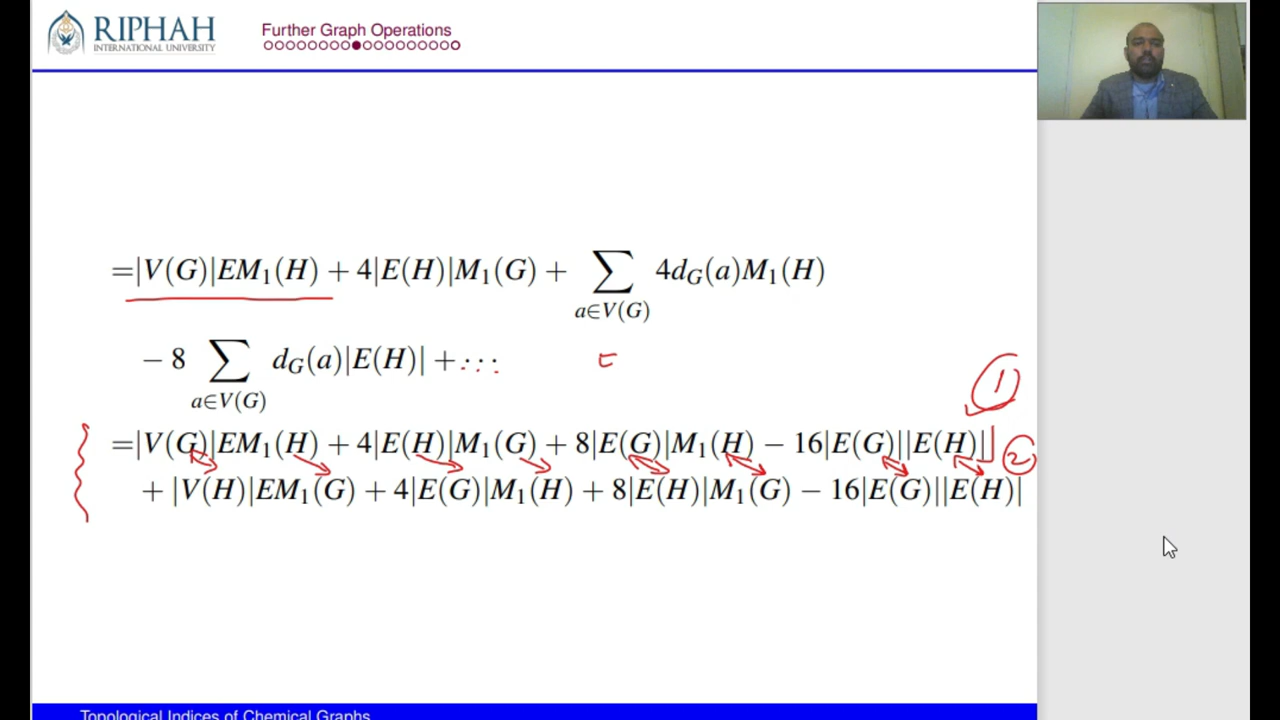 RIPHAH
INTERNATIONAL UNIVERSITY
Further Graph Operations
=|V(G)|EM₁(H) + 4|E(H)|M₁(G) + ∑_{a∈V(G)} 4d_G(a)M₁(H)
− 8 ∑_{a∈V(G)} d_G(a)|E(H)| + ...
1
=|V(G)|EM₁(H) + 4|E(H)|M₁(G) + 8|E(G)|M₁(H) − 16|E(G)||E(H)|
2
+ |V(H)|EM₁(G) + 4|E(G)|M₁(H) + 8|E(H)|M₁(G) − 16|E(G)||E(H)|
Topological Indices of Chemical Graphs